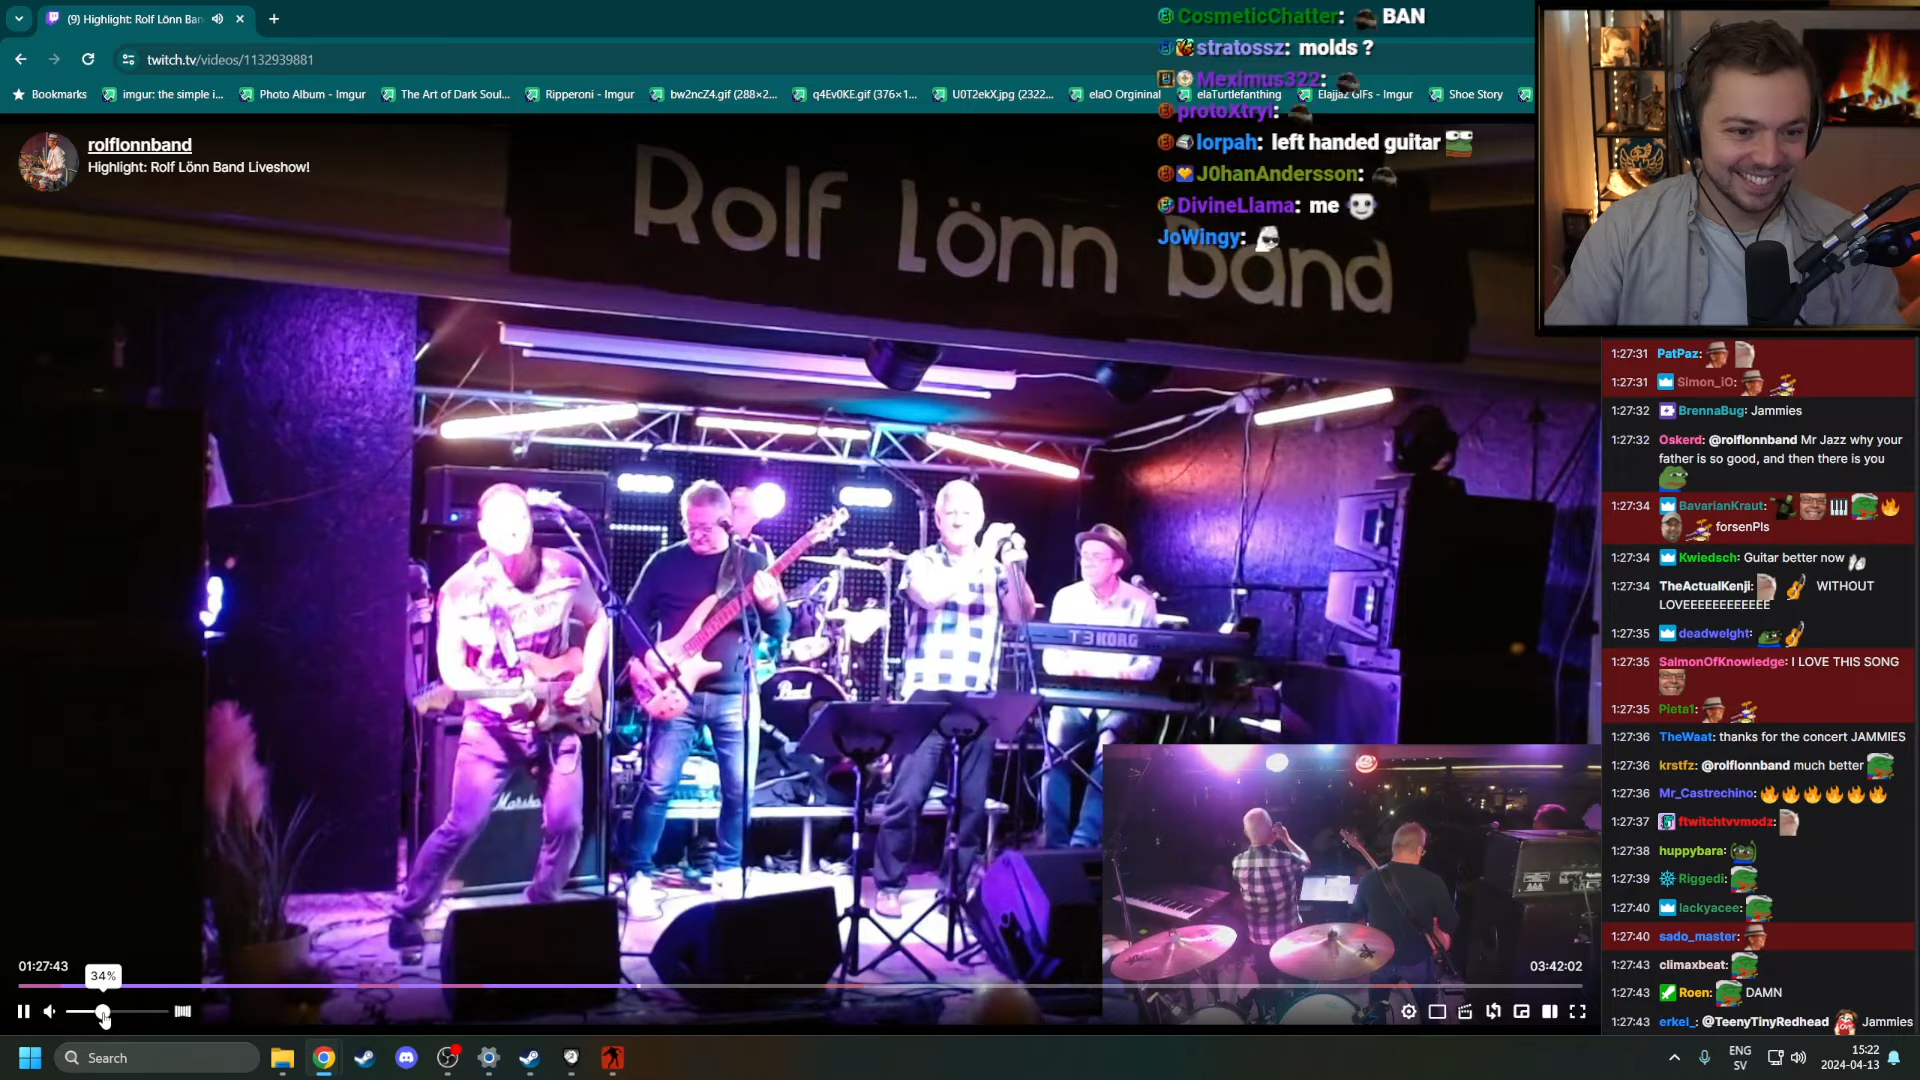 (9) Highlight: Rolf Lönn Ban
twitch.tv/videos/1132939881
Bookmarks
imgur: the simple i...
Photo Album - Imgur
The Art of Dark Soul...
Ripperoni - Imgur
bw2ncZ4.gif (288×2...
q4Ev0KE.gif (376×1...
U0T2ekX.jpg (2322...
elaO Orgininal
elaTurtlefanthing
Elajjaz GIFs - Imgur
Shoe Story
rolflonnband
Highlight: Rolf Lönn Band Liveshow!
CosmeticChatter: BAN
stratossz: molds ?
Meximus322:
protoXtryl:
lorpah: left handed guitar
J0hanAndersson:
DivineLlama: me
JoWingy:
Rolf Lönn Band
T3 KORG
Pearl
Marshall
1:27:31 PatPaz:
1:27:31 Simon_iO:
1:27:32 BrennaBug: Jammies
1:27:32 Oskerd: @rolflonnband Mr Jazz why your
father is so good, and then there is you
1:27:34 BavarianKraut:
forsenPls
1:27:34 Kwiedsch: Guitar better now
1:27:34 TheActualKenji: WITHOUT
LOVEEEEEEEEEEEE
1:27:35 deadweight:
1:27:35 SalmonOfKnowledge: I LOVE THIS SONG
1:27:35 Pieta1:
1:27:36 TheWaat: thanks for the concert JAMMIES
1:27:36 krstfz: @rolflonnband much better
1:27:36 Mr_Castrechino:
1:27:37 ftwitchtvvmodz:
1:27:38 huppybara:
1:27:39 Riggedi:
1:27:40 lackyacee:
1:27:40 sado_master:
1:27:43 climaxbeat:
1:27:43 Roen: DAMN
1:27:43 erkel_: @TeenyTinyRedhead Jammies
01:27:43
34%
03:42:02
Search
ENG
SV
15:22
2024-04-13